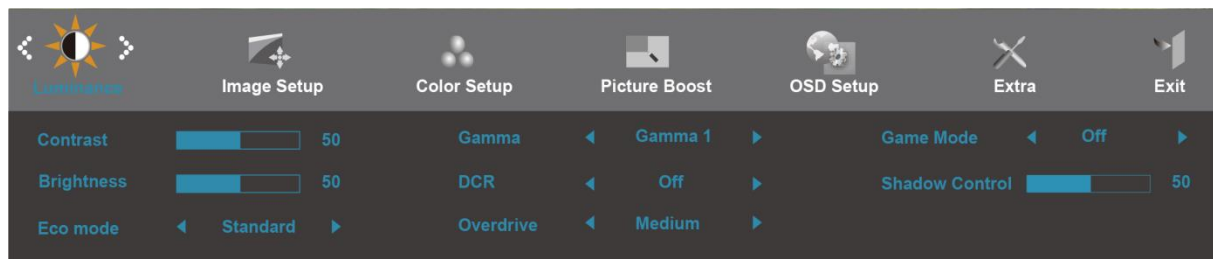 Luminance
Image Setup
Color Setup
Picture Boost
OSD Setup
Extra
Exit
Contrast 50
Gamma Gamma 1
Game Mode Off
Brightness 50
DCR Off
Shadow Control 50
Eco mode Standard
Overdrive Medium